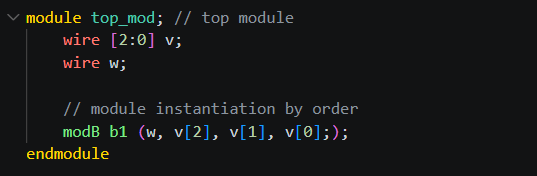 module top_mod; // top module
wire [2:0] v;
wire w;
// module instantiation by order
modB b1 (w, v[2], v[1], v[0];);
endmodule